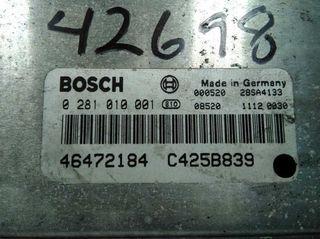 42698
BOSCH
Made in Germany
000520 28SA4133
0 281 010 001
08520 1112 0030
46472184 C425B839